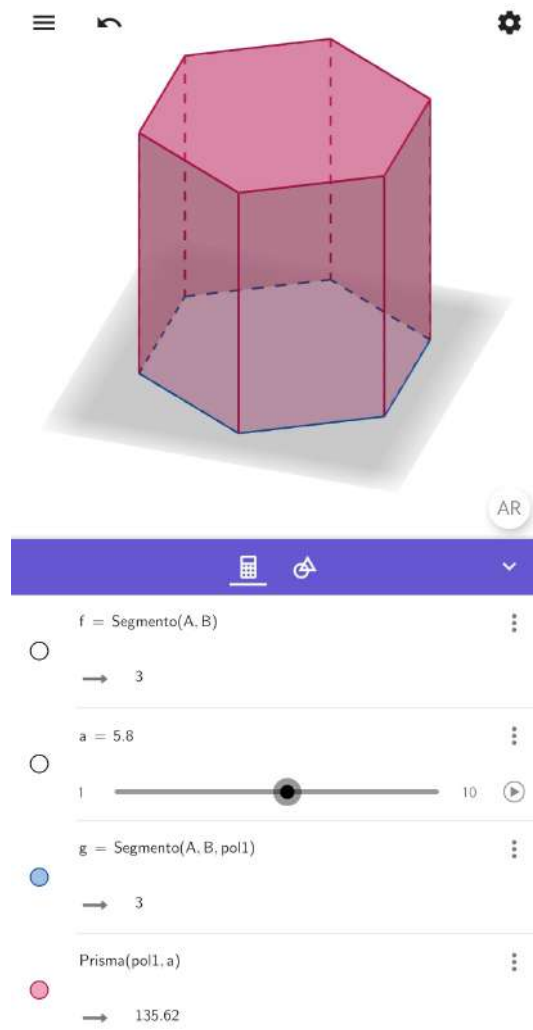 AR
f = Segmento(A, B)
→ 3
a = 5.8
1 10
g = Segmento(A, B, pol1)
→ 3
Prisma(pol1, a)
→ 135.62